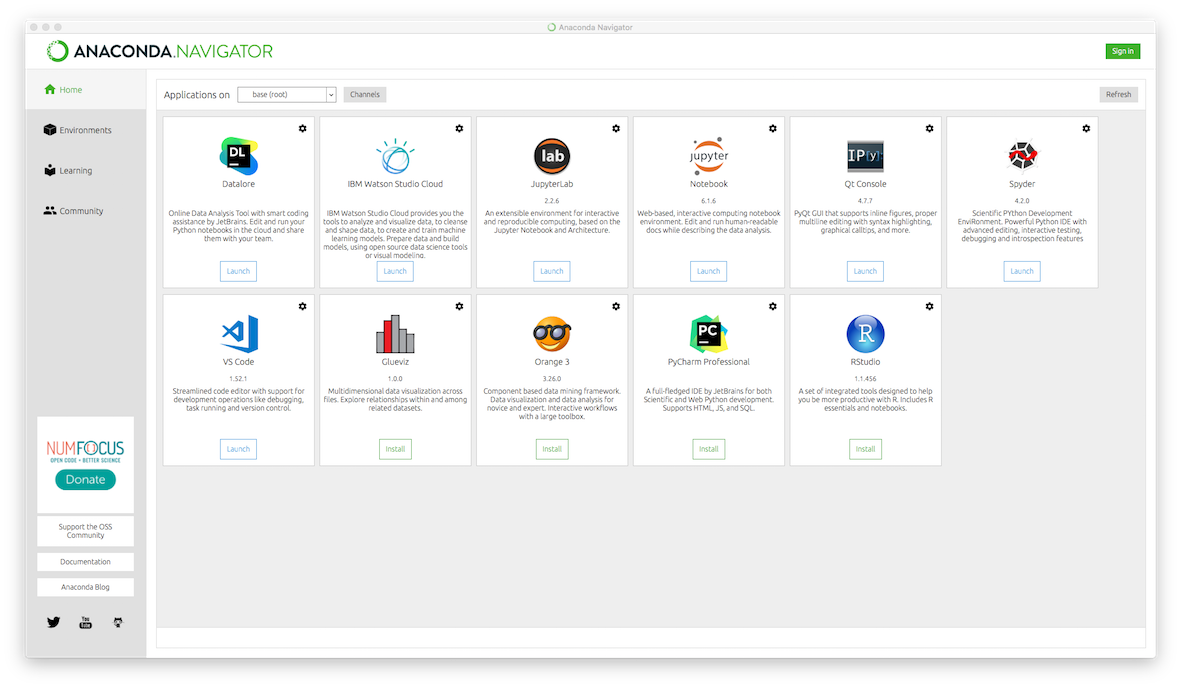 Anaconda Navigator
ANACONDA.NAVIGATOR
Sign in
Home
Environments
Learning
Community
NUMFOCUS
OPEN CODE = BETTER SCIENCE
Donate
Support the OSS
Community
Documentation
Anaconda Blog
You
Tube
Applications on
base (root)
Channels
Refresh
DL
Datalore
Online Data Analysis Tool with smart coding
assistance by JetBrains. Edit and run your
Python notebooks in the cloud and share
them with your team.
Launch
IBM Watson Studio Cloud
IBM Watson Studio Cloud provides you the
tools to analyze and visualize data, to cleanse
and shape data, to create and train machine
learning models. Prepare data and build
models, using open source data science tools
or visual modeling.
Launch
lab
JupyterLab
2.2.6
An extensible environment for interactive
and reproducible computing, based on the
Jupyter Notebook and Architecture.
Launch
jupyter
Notebook
6.1.6
Web-based, interactive computing notebook
environment. Edit and run human-readable
docs while describing the data analysis.
Launch
IP[y]:
Qt Console
4.7.7
PyQt GUI that supports inline figures, proper
multiline editing with syntax highlighting,
graphical calltips, and more.
Launch
Spyder
4.2.0
Scientific PYthon Development
EnviRonment. Powerful Python IDE with
advanced editing, interactive testing,
debugging and introspection features
Launch
VS Code
1.52.1
Streamlined code editor with support for
development operations like debugging,
task running and version control.
Launch
Glueviz
1.0.0
Multidimensional data visualization across
files. Explore relationships within and among
related datasets.
Install
Orange 3
3.26.0
Component based data mining framework.
Data visualization and data analysis for
novice and expert. Interactive workflows
with a large toolbox.
Install
PC
PyCharm Professional
A full-fledged IDE by JetBrains for both
Scientific and Web Python development.
Supports HTML, JS, and SQL.
Install
R
RStudio
1.1.456
A set of integrated tools designed to help
you be more productive with R. Includes R
essentials and notebooks.
Install